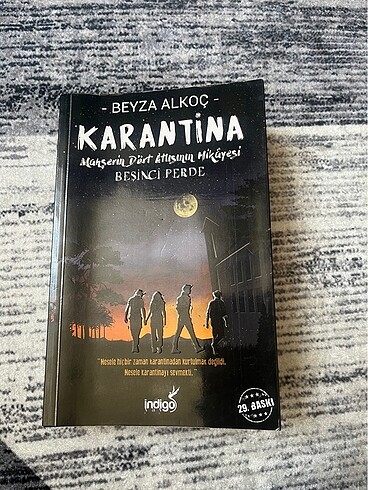 - BEYZA ALKOÇ -
KARANTİNA
Mahşerin Dört Atlısının Hikâyesi
BEŞİNCİ PERDE
"Mesele hiçbir zaman karantinadan kurtulmak değildi.
Mesele karantinayı sevmekti."
indigo
29. BASKI